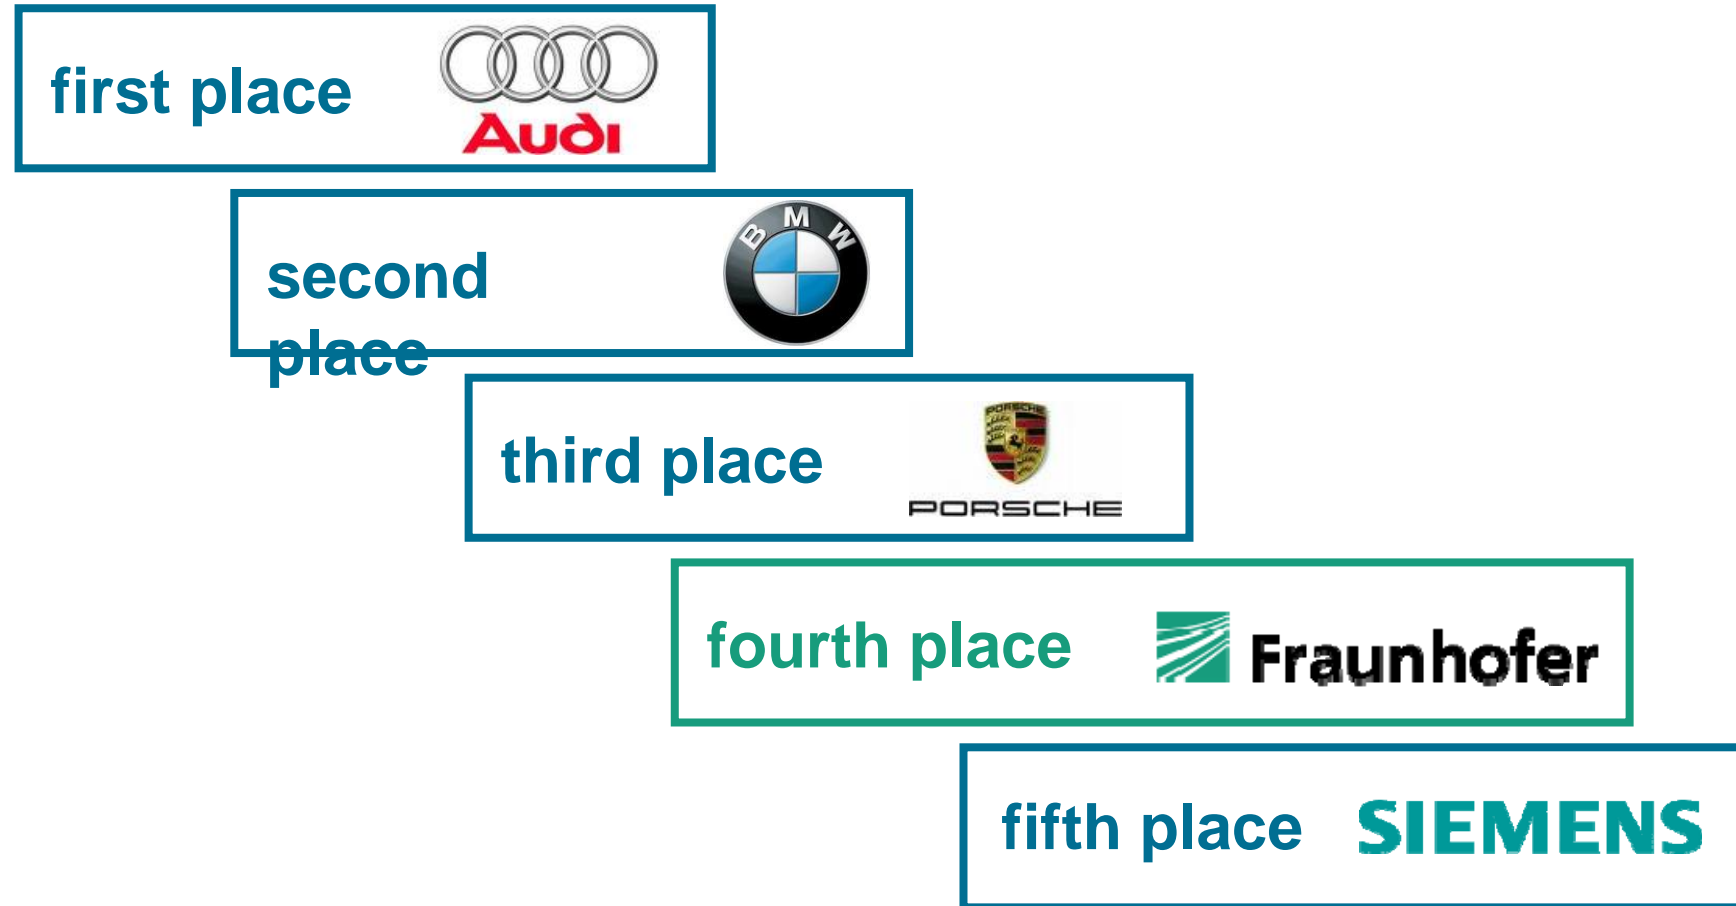 first place
Audi
BMW
second
place
third place
PORSCHE
PORSCHE
fourth place
Fraunhofer
fifth place
SIEMENS